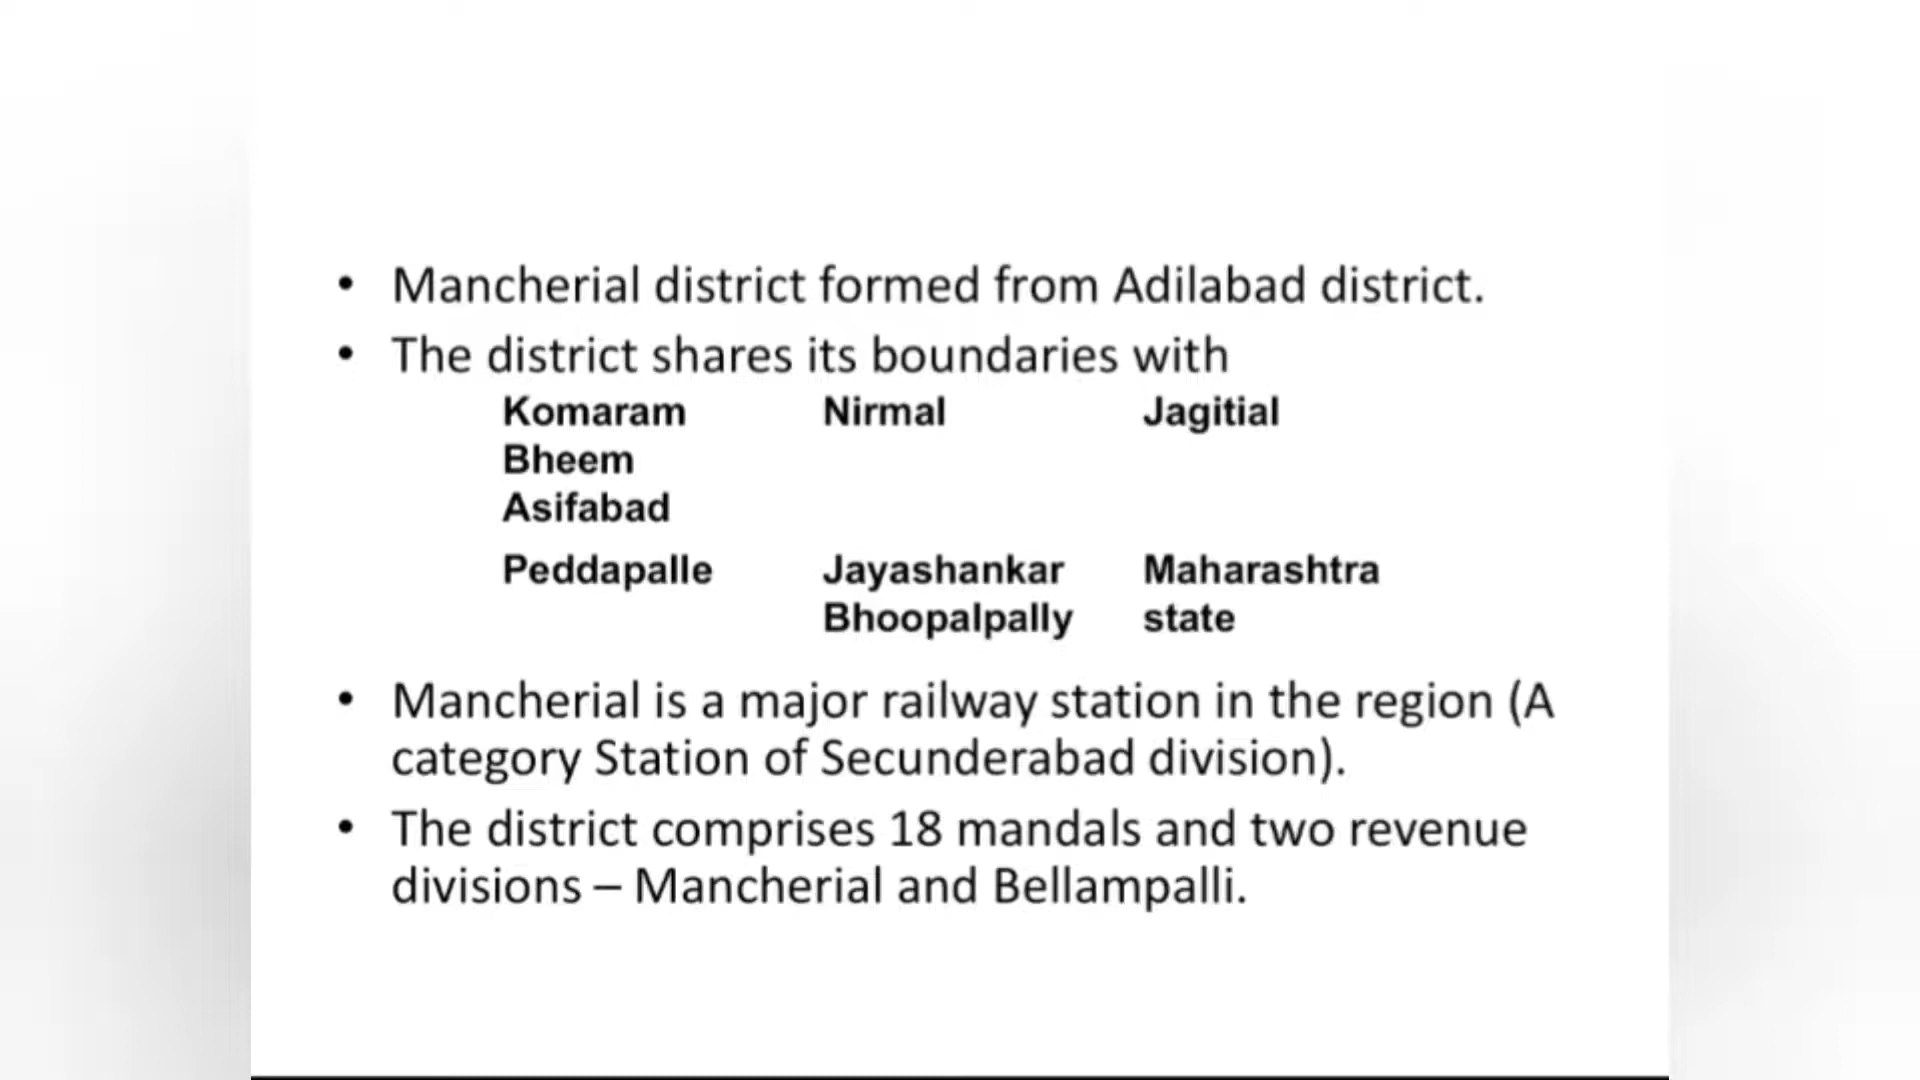 • Mancherial district formed from Adilabad district.
• The district shares its boundaries with
Komaram Nirmal Jagitial
Bheem
Asifabad
Peddapalle Jayashankar Maharashtra
Bhoopalpally state
• Mancherial is a major railway station in the region (A
category Station of Secunderabad division).
• The district comprises 18 mandals and two revenue
divisions – Mancherial and Bellampalli.